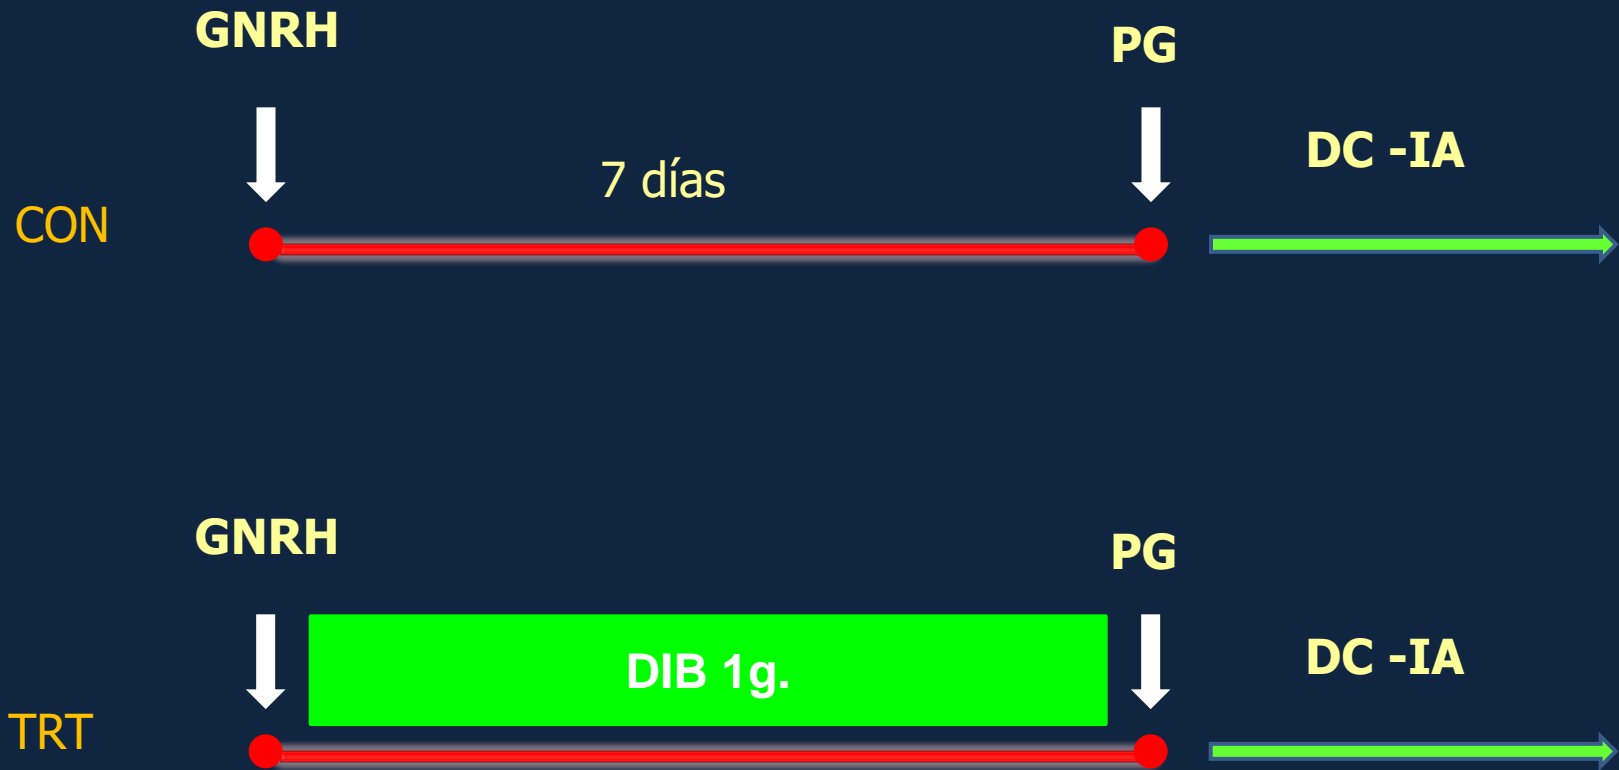 GNRH
PG
DC -IA
7 días
CON
GNRH
PG
DIB 1g.
DC -IA
TRT